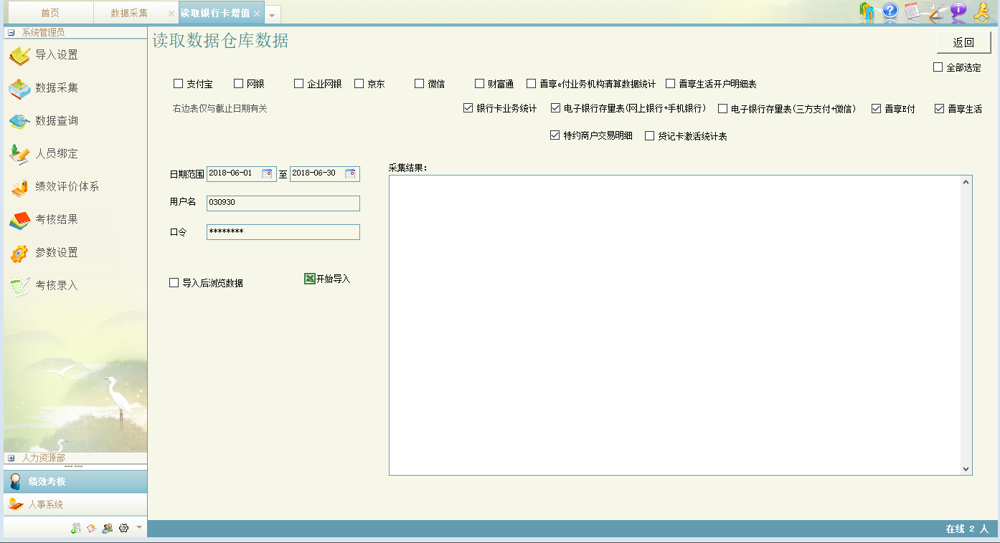 首页 数据采集 读取银行卡增值
系统管理员
导入设置
数据采集
数据查询
人员绑定
绩效评价体系
考核结果
参数设置
考核录入
人力资源部
绩效考核
人事系统
读取数据仓库数据
返回
全部选定
支付宝 网银 企业网银 京东 微信 财富通 晋享e付业务机构清算数据统计 晋享生活开户明细表
右边表仅与截止日期有关 银行卡业务统计 电子银行存量表(网上银行+手机银行) 电子银行存量表(三方支付+微信) 晋享E付 晋享生活
特约商户交易明细 贷记卡激活统计表
日期范围 2018-06-01 至 2018-06-30
用户名 030930
口令 ********
导入后浏览数据 开始导入
采集结果:
在线 2 人